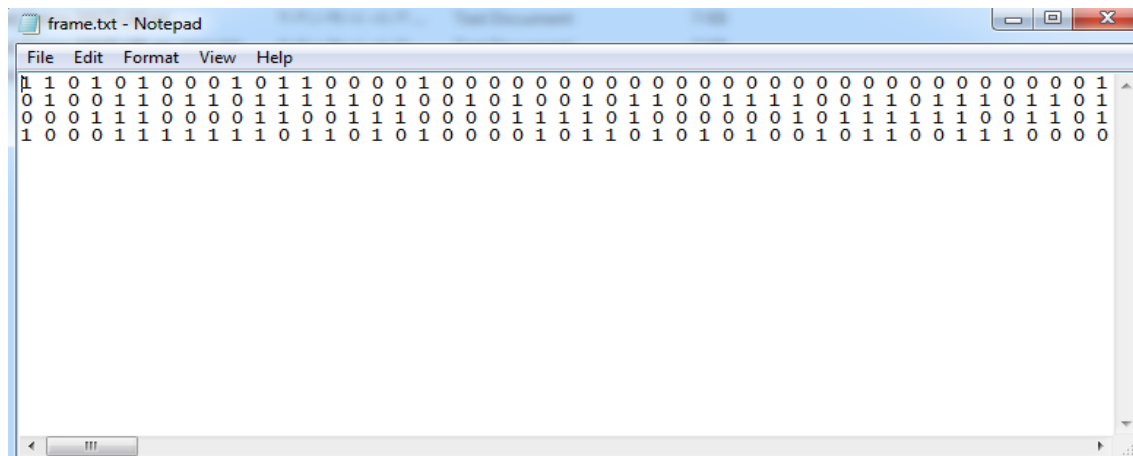 frame.txt - Notepad
File Edit Format View Help
1 1 0 1 0 1 0 0 0 1 0 1 1 0 0 0 0 1 0 0 0 0 0 0 0 0 0 0 0 0 0 0 0 0 0 0 0 0 0 0 0 0 0 0 0 0 1
0 1 0 0 1 1 0 1 1 0 1 1 1 1 0 1 0 0 1 0 1 0 0 1 0 1 1 0 0 1 1 1 1 0 0 1 1 0 1 1 1 0 1 1 0 1
0 0 0 1 1 1 0 0 0 0 1 1 0 0 1 1 1 0 0 0 0 1 1 1 1 0 1 0 0 0 0 0 1 0 1 1 1 1 1 1 0 0 1 1 0 1
1 0 0 0 1 1 1 1 1 1 1 0 1 1 0 1 0 1 0 0 0 0 1 0 1 1 0 1 0 1 0 1 0 0 1 0 1 1 0 0 1 1 1 0 0 0 0